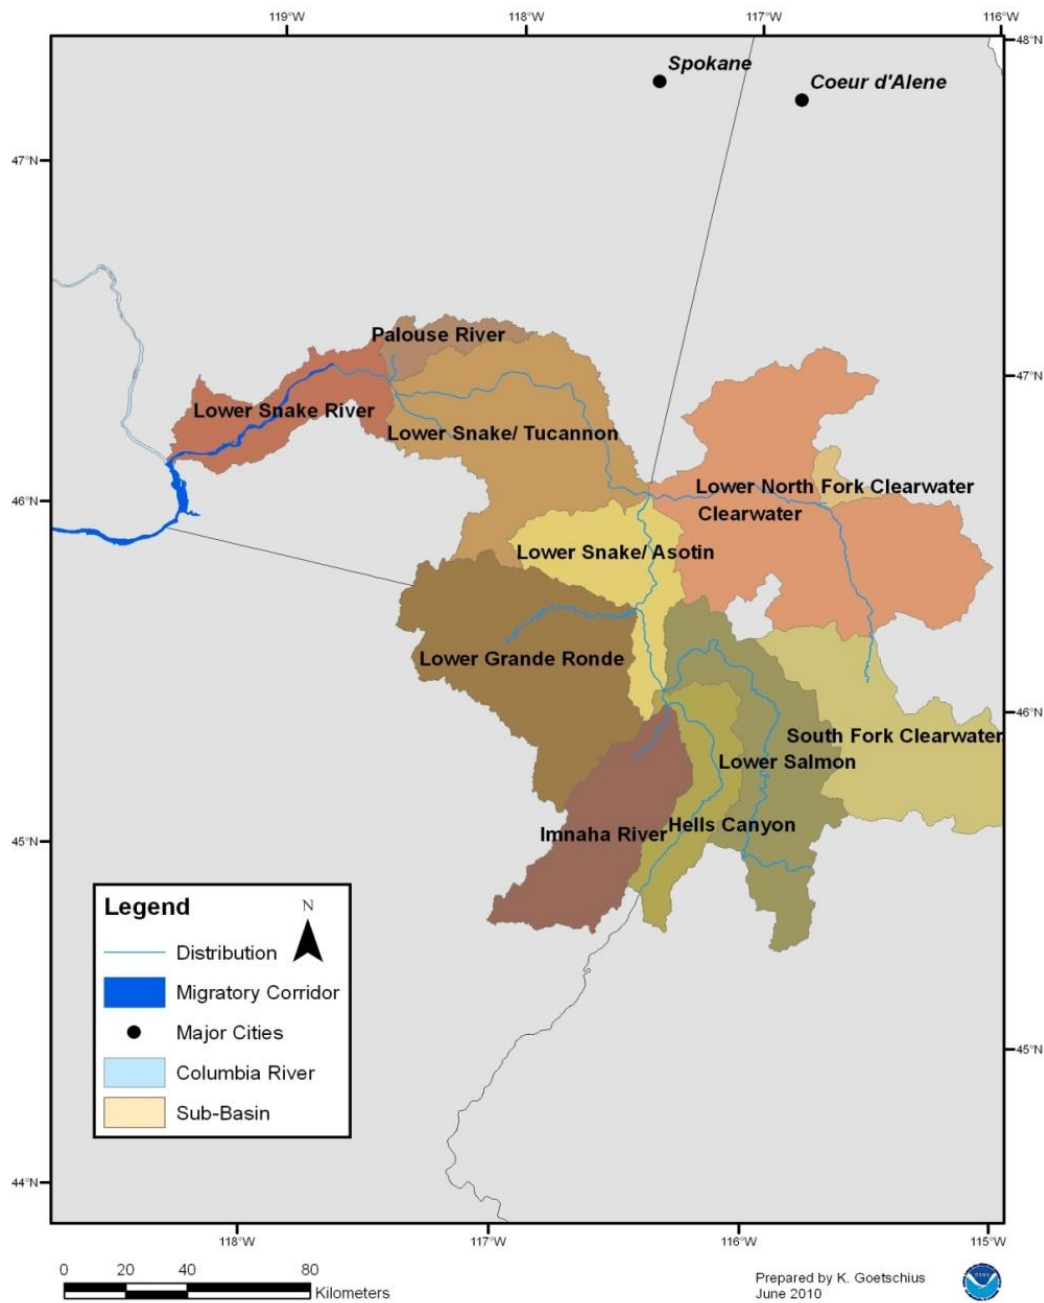 119°W
118°W
117°W
116°W
48°N
Spokane
Coeur d'Alene
47°N
47°N
Palouse River
Lower Snake River
Lower Snake/ Tucannon
Lower North Fork Clearwater
46°N
Clearwater
Lower Snake/ Asotin
Lower Grande Ronde
46°N
South Fork Clearwater
Lower Salmon
Hells Canyon
Imnaha River
45°N
Legend
N
Distribution
Migratory Corridor
Major Cities
Columbia River
Sub-Basin
45°N
44°N
118°W
117°W
116°W
115°W
0 20 40 80
Kilometers
Prepared by K. Goetschius
June 2010